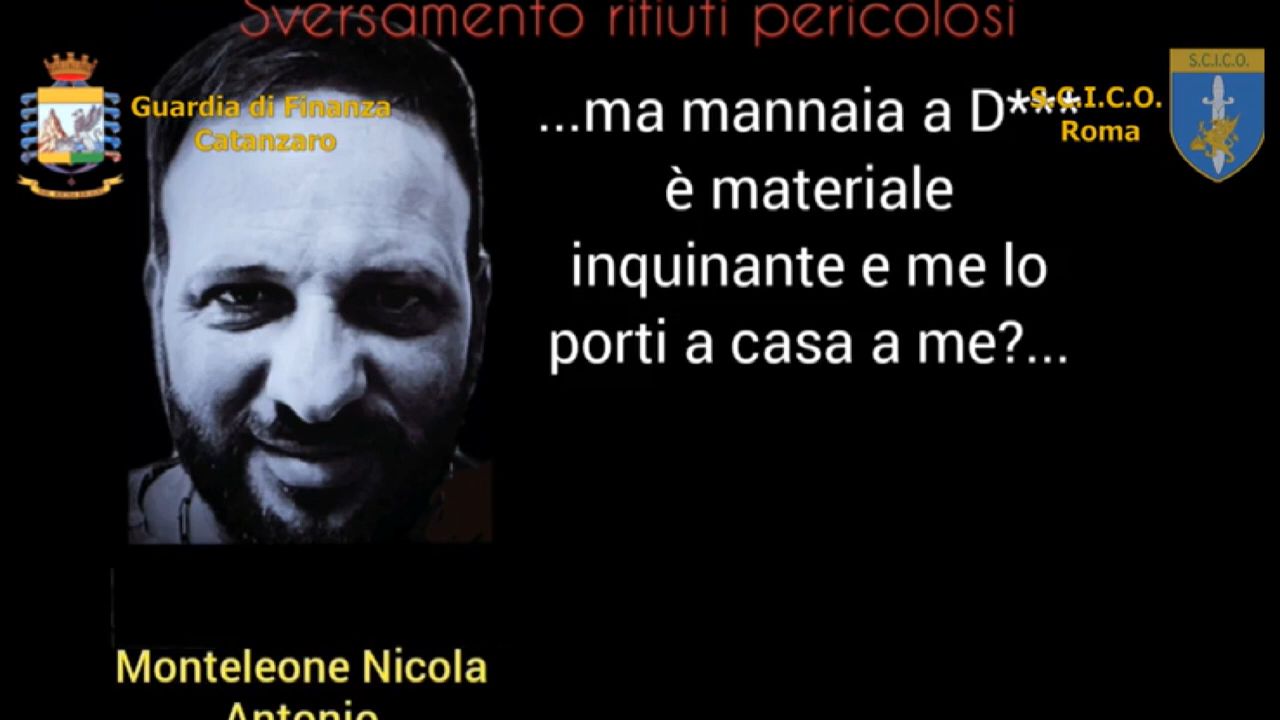 Sversamento rifiuti pericolosi
Guardia di Finanza
Catanzaro
S.C.I.C.O.
Roma
S.C.I.C.O.
...ma mannaia a D***
è materiale
inquinante e me lo
porti a casa a me?...
Monteleone Nicola
Antonio